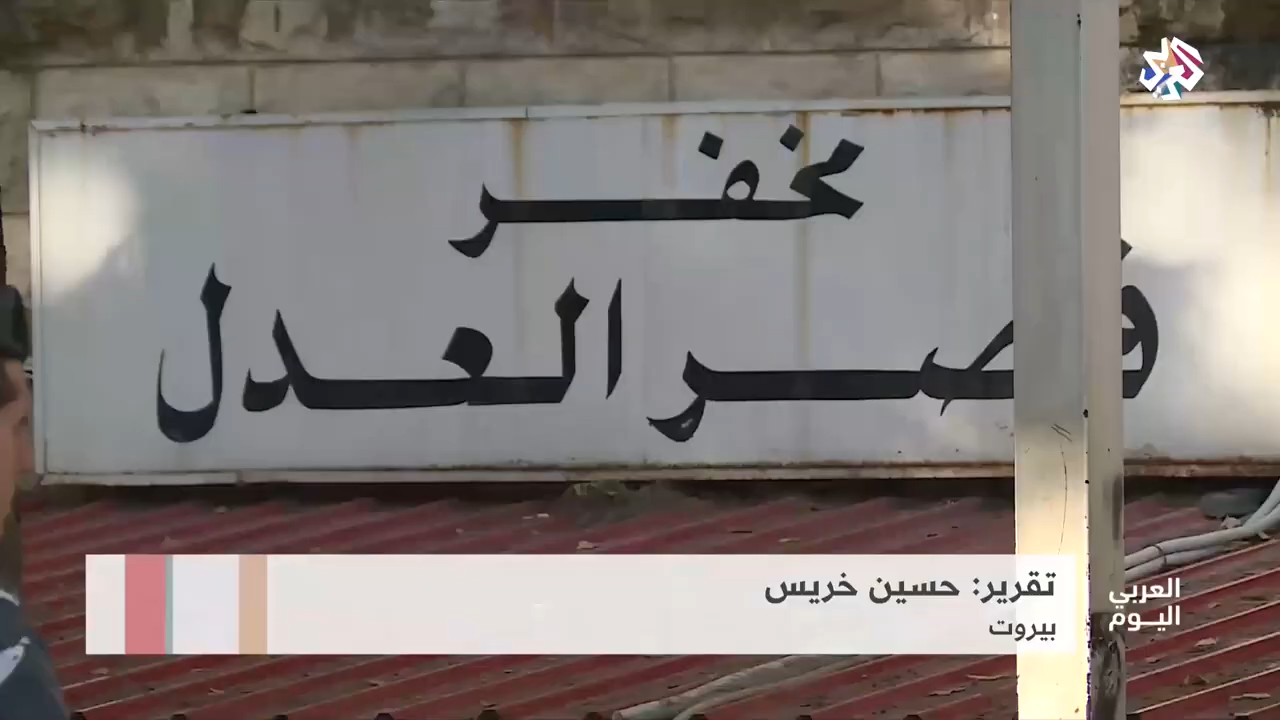 مخفر
قصر العدل
تقرير: حسين خريس
بيروت
العربي
اليوم